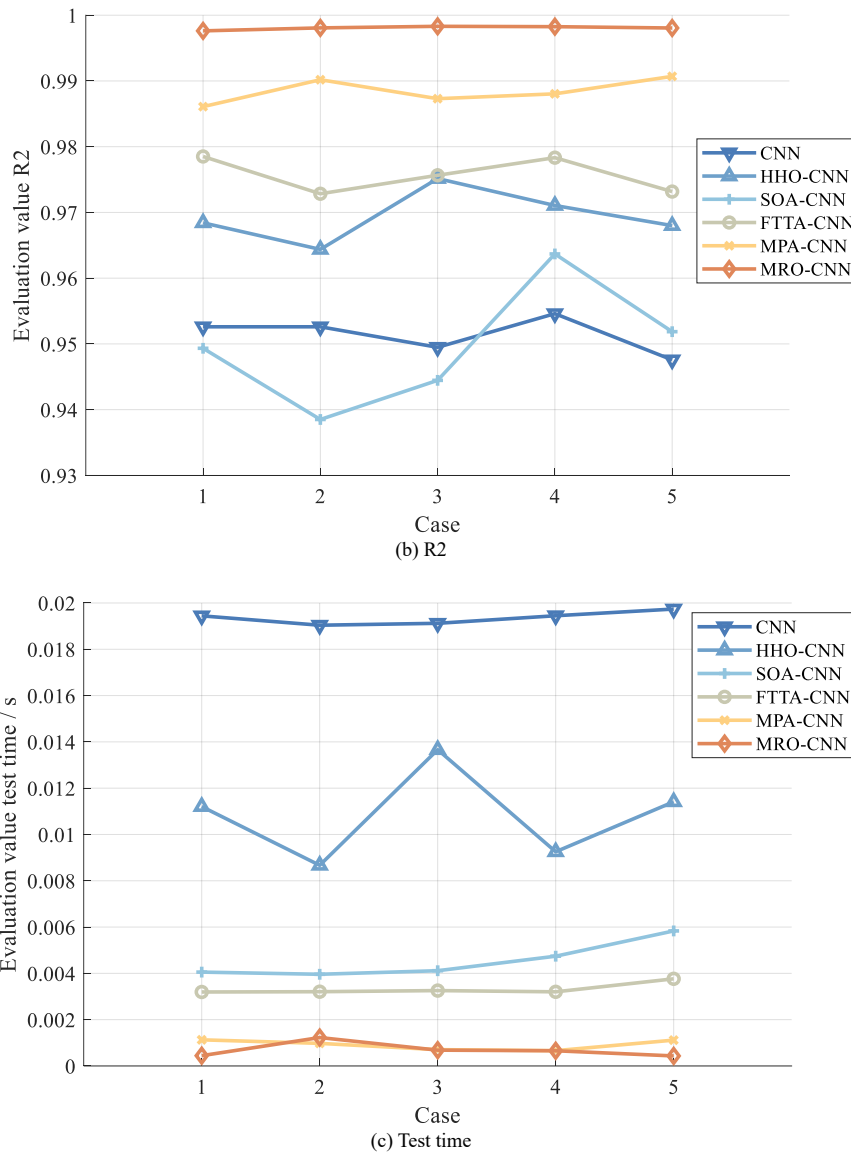 1
0.99
0.98
0.97
0.96
0.95
0.94
0.93
Evaluation value R2
1 2 3 4 5
Case
CNN
HHO-CNN
SOA-CNN
FTTA-CNN
MPA-CNN
MRO-CNN
(b) R2
0.02
0.018
0.016
0.014
0.012
0.01
0.008
0.006
0.004
0.002
0
Evaluation value test time / s
1 2 3 4 5
Case
CNN
HHO-CNN
SOA-CNN
FTTA-CNN
MPA-CNN
MRO-CNN
(c) Test time